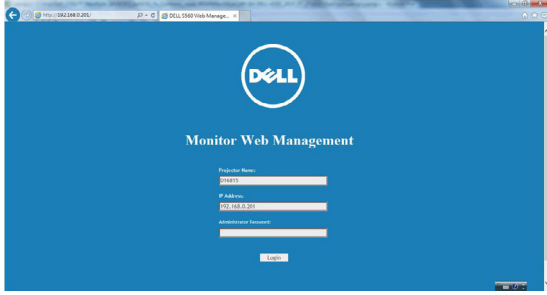 http://192.168.0.201/
DELL S560 Web Manage...
DELL
Monitor Web Management
Projector Name:
IP Address:
192.168.0.201
Administrator Password:
Login